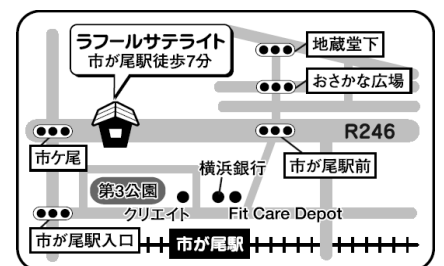 ラフールサテライト
市が尾駅徒歩7分
地蔵堂下
おさかな広場
R246
市ケ尾
横浜銀行
市が尾駅前
第3公園
クリエイト
Fit Care Depot
市が尾駅入口
市が尾駅